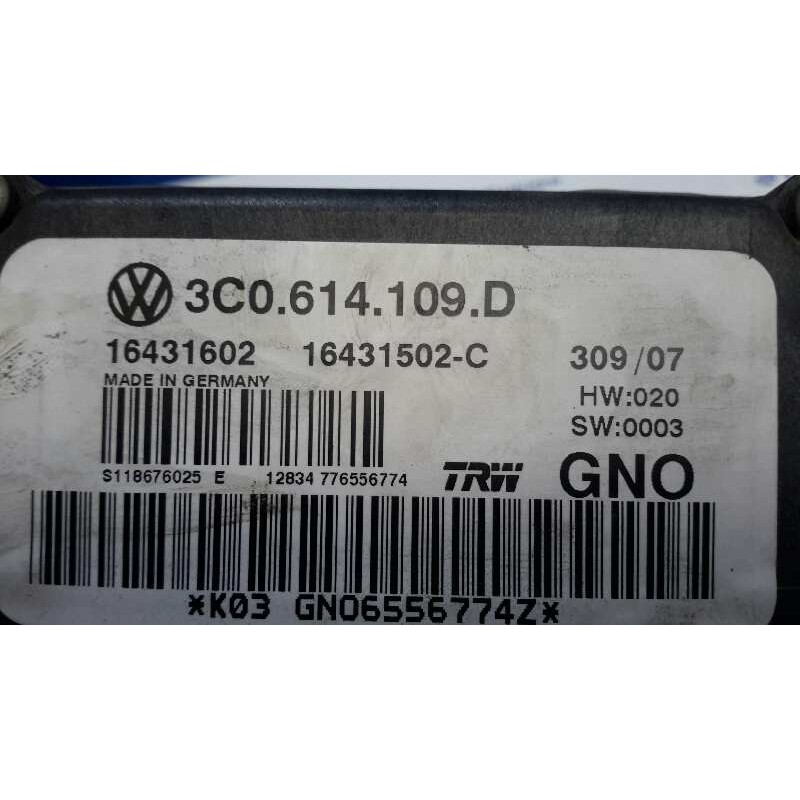 3C0.614.109.D
16431602 16431502-C 309/07
MADE IN GERMANY
HW:020
SW:0003
S118676025 E 12834 776556774
TRW GNO
*K03 GNO6556774Z*